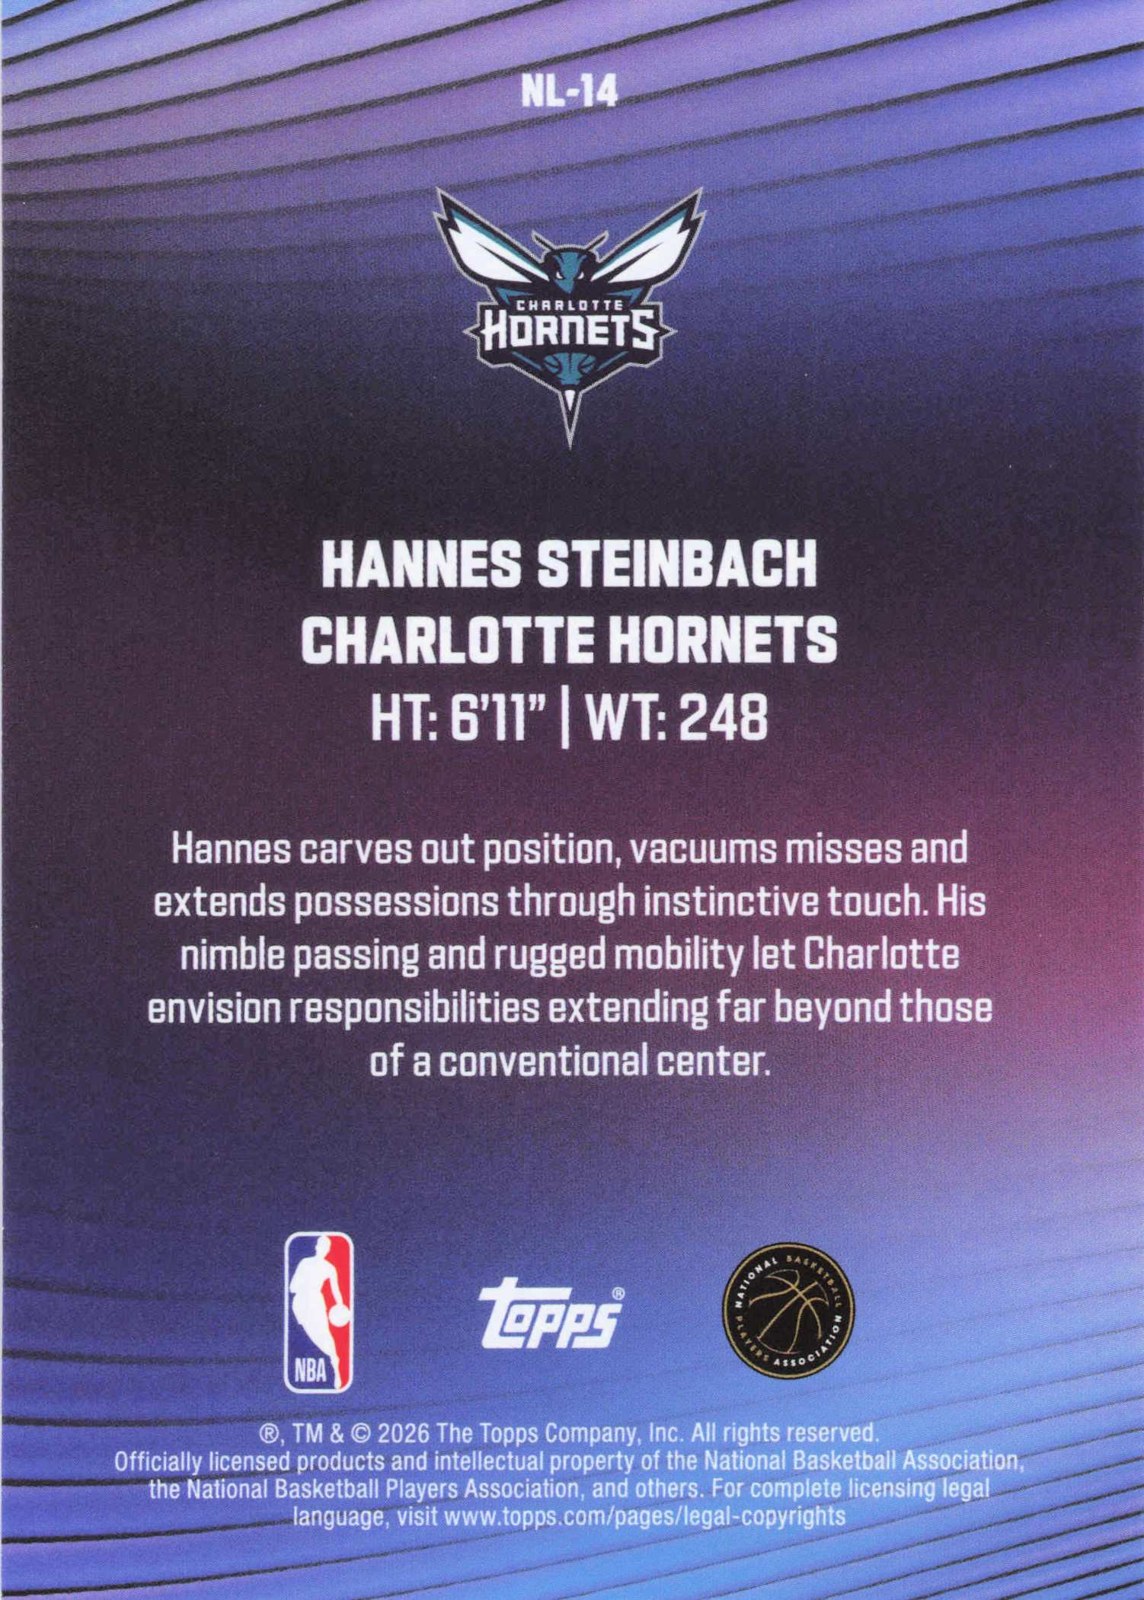 NL-14
CHARLOTTE
HORNETS
HANNES STEINBACH
CHARLOTTE HORNETS
HT: 6'11" | WT: 248
Hannes carves out position, vacuums misses and
extends possessions through instinctive touch. His
nimble passing and rugged mobility let Charlotte
envision responsibilities extending far beyond those
of a conventional center.
NBA
Topps®
NATIONAL BASKETBALL PLAYERS ASSOCIATION
®, TM & © 2026 The Topps Company, Inc. All rights reserved.
Officially licensed products and intellectual property of the National Basketball Association,
the National Basketball Players Association, and others. For complete licensing legal
language, visit www.topps.com/pages/legal-copyrights